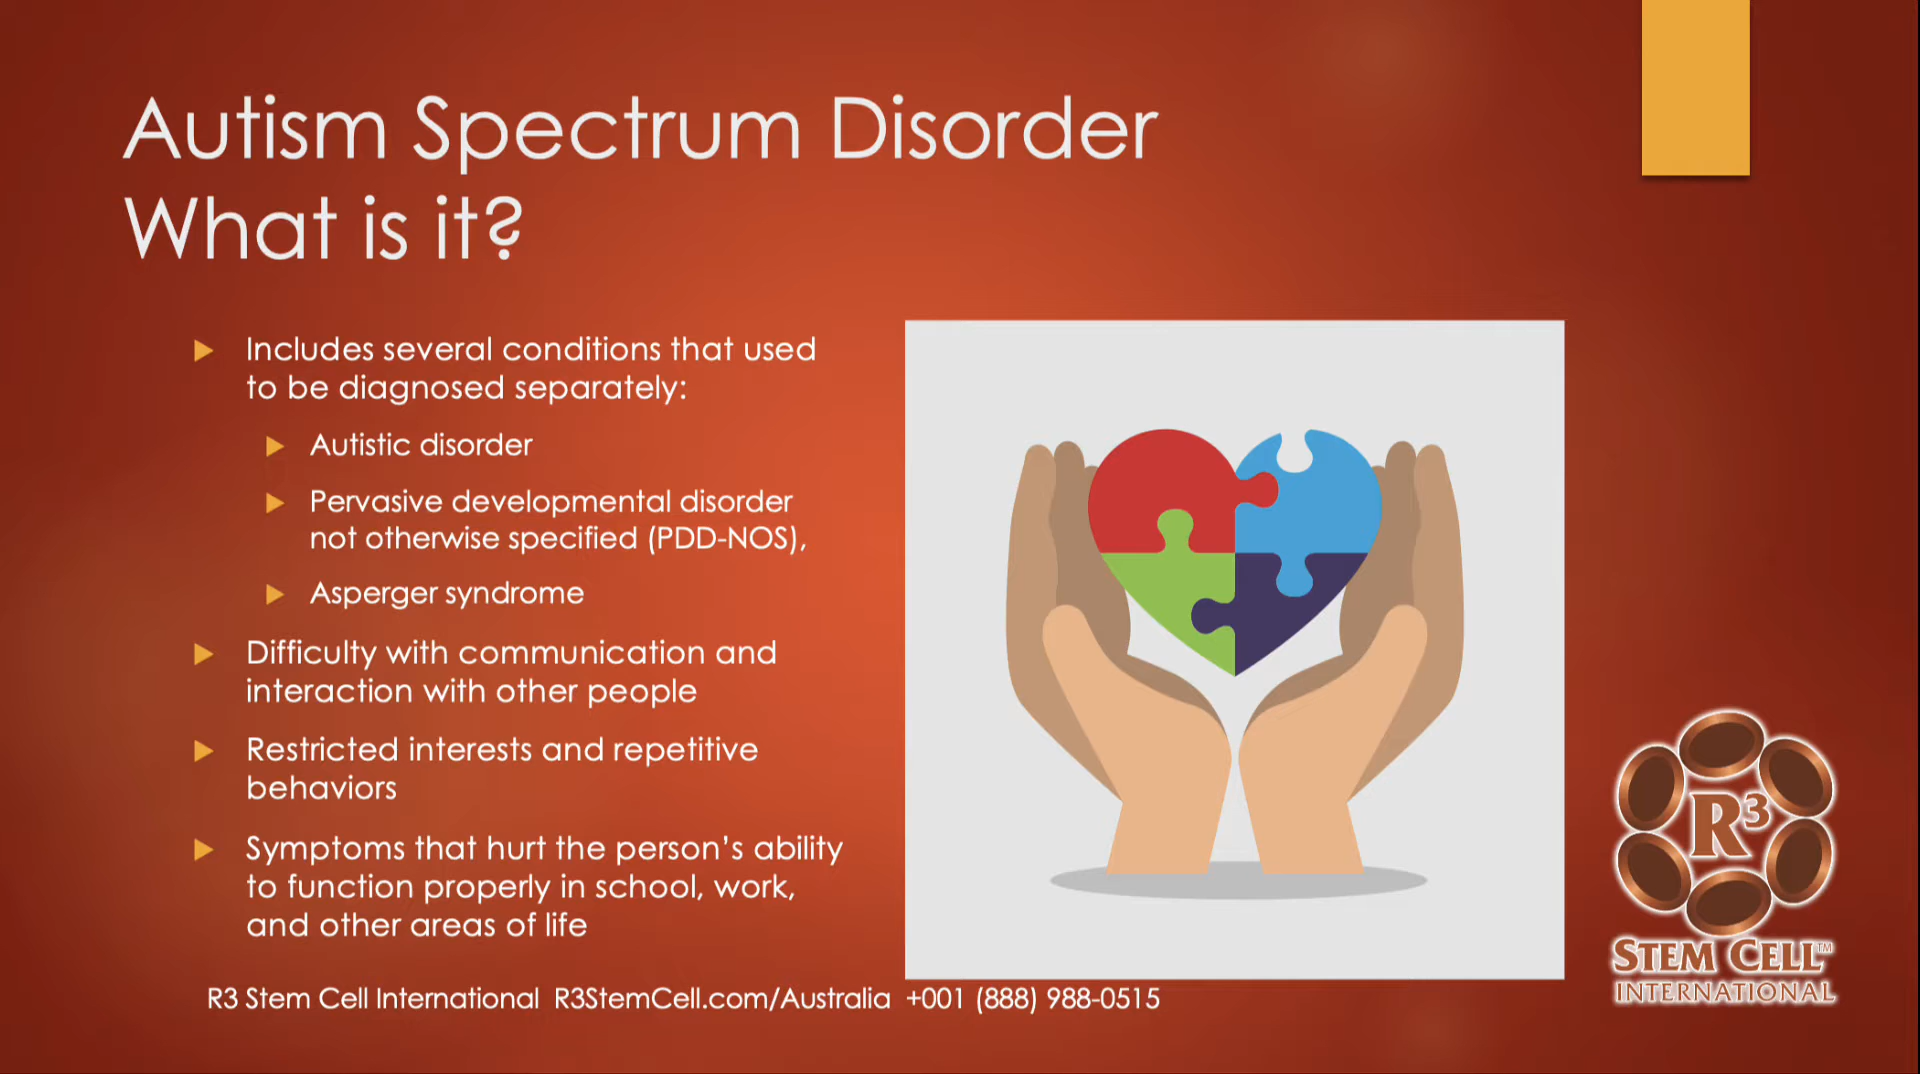 Autism Spectrum Disorder
What is it?
Includes several conditions that used
to be diagnosed separately:
Autistic disorder
Pervasive developmental disorder
not otherwise specified (PDD-NOS),
Asperger syndrome
Difficulty with communication and
interaction with other people
Restricted interests and repetitive
behaviors
Symptoms that hurt the person’s ability
to function properly in school, work,
and other areas of life
R3 Stem Cell International R3StemCell.com/Australia +001 (888) 988-0515
R³
STEM CELL™
INTERNATIONAL